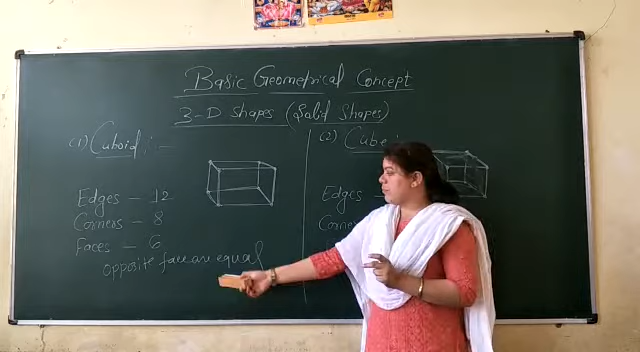 Basic Geometrical Concept
3-D Shapes (Solid Shapes)
(1) Cuboid :-
Edges - 12
Corners - 8
Faces - 6
Opposite face are equal
(2) Cube :
Edges -